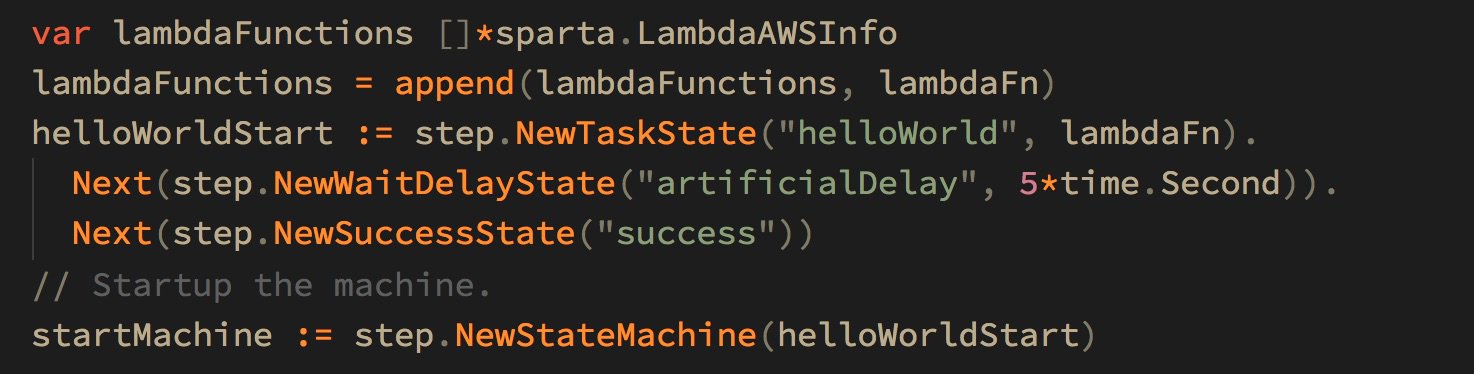 var lambdaFunctions []*sparta.LambdaAWSInfo
lambdaFunctions = append(lambdaFunctions, lambdaFn)
helloWorldStart := step.NewTaskState("helloWorld", lambdaFn).
  Next(step.NewWaitDelayState("artificialDelay", 5*time.Second)).
  Next(step.NewSuccessState("success"))
// Startup the machine.
startMachine := step.NewStateMachine(helloWorldStart)